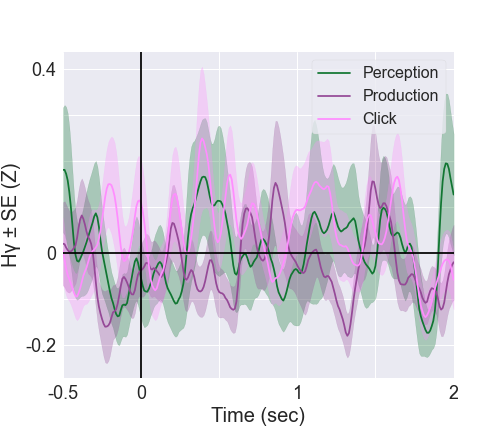 Perception
Production
Click
0.4
0
-0.2
Hγ ± SE (Z)
-0.5
0
1
2
Time (sec)